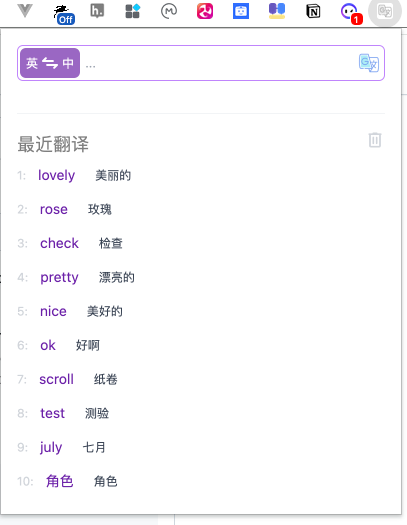 Off
h.
M
N
1
英 中 ...
最近翻译
1: lovely 美丽的
2: rose 玫瑰
3: check 检查
4: pretty 漂亮的
5: nice 美好的
6: ok 好啊
7: scroll 纸卷
8: test 测验
9: july 七月
10: 角色 角色